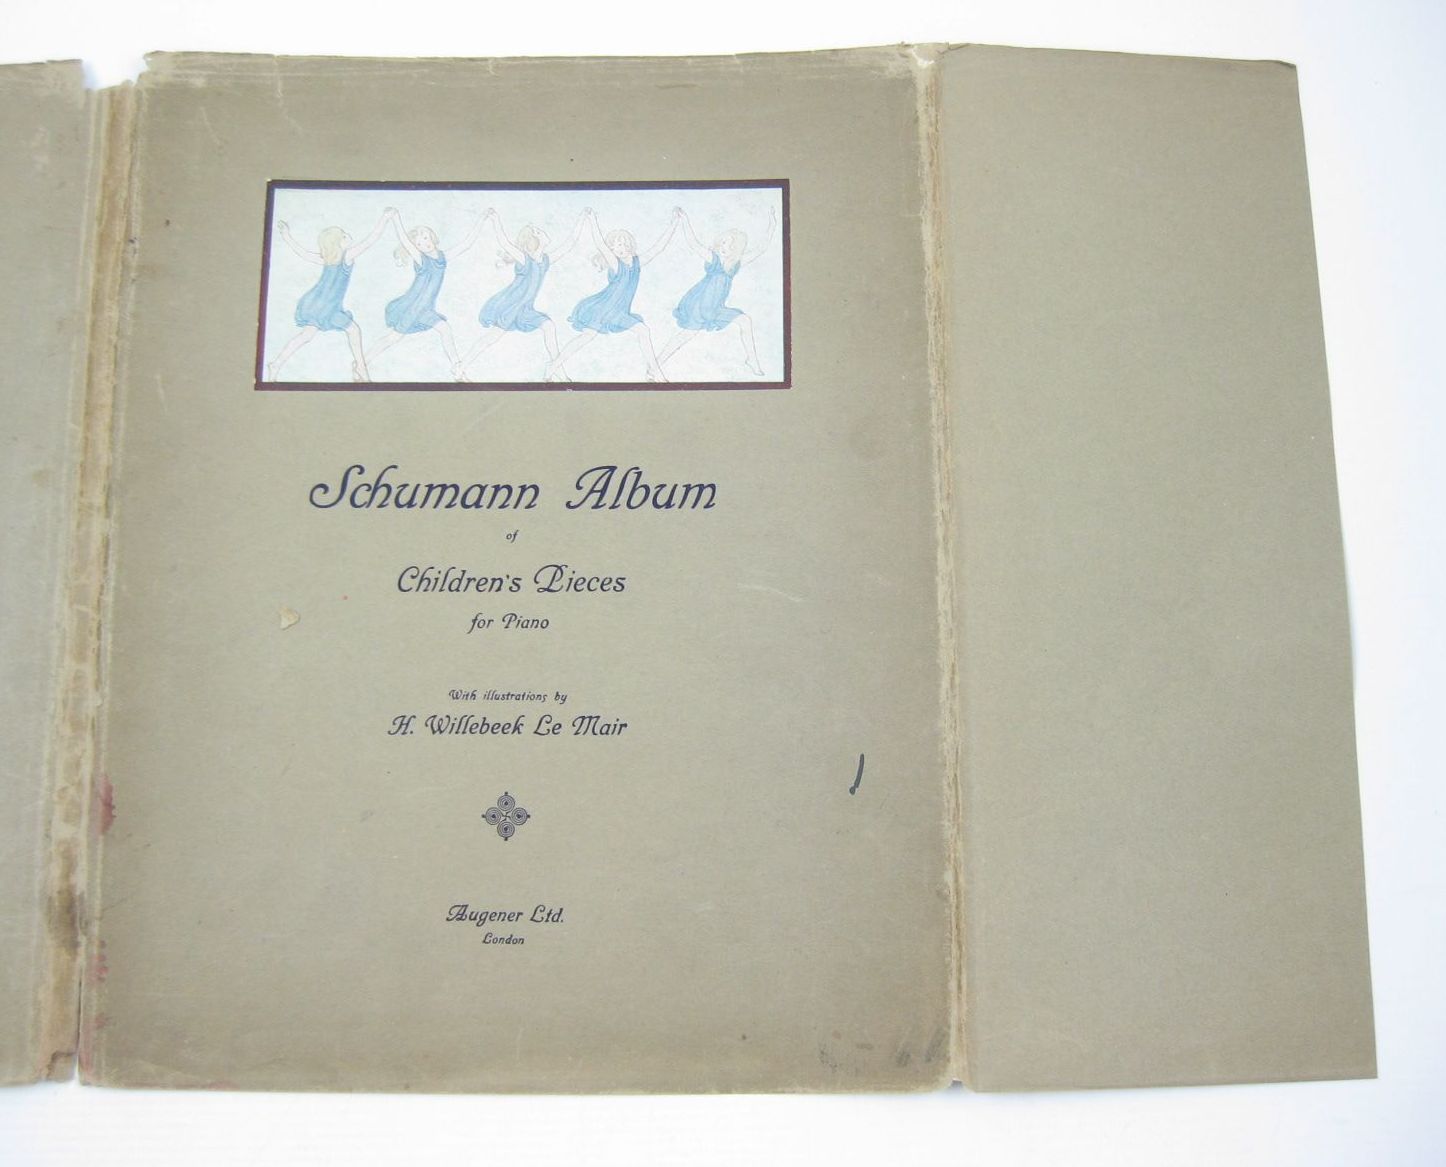 Schumann Album
of
Children's Pieces
for Piano
With illustrations by
H. Willebeek Le Mair
Augener Ltd.
London